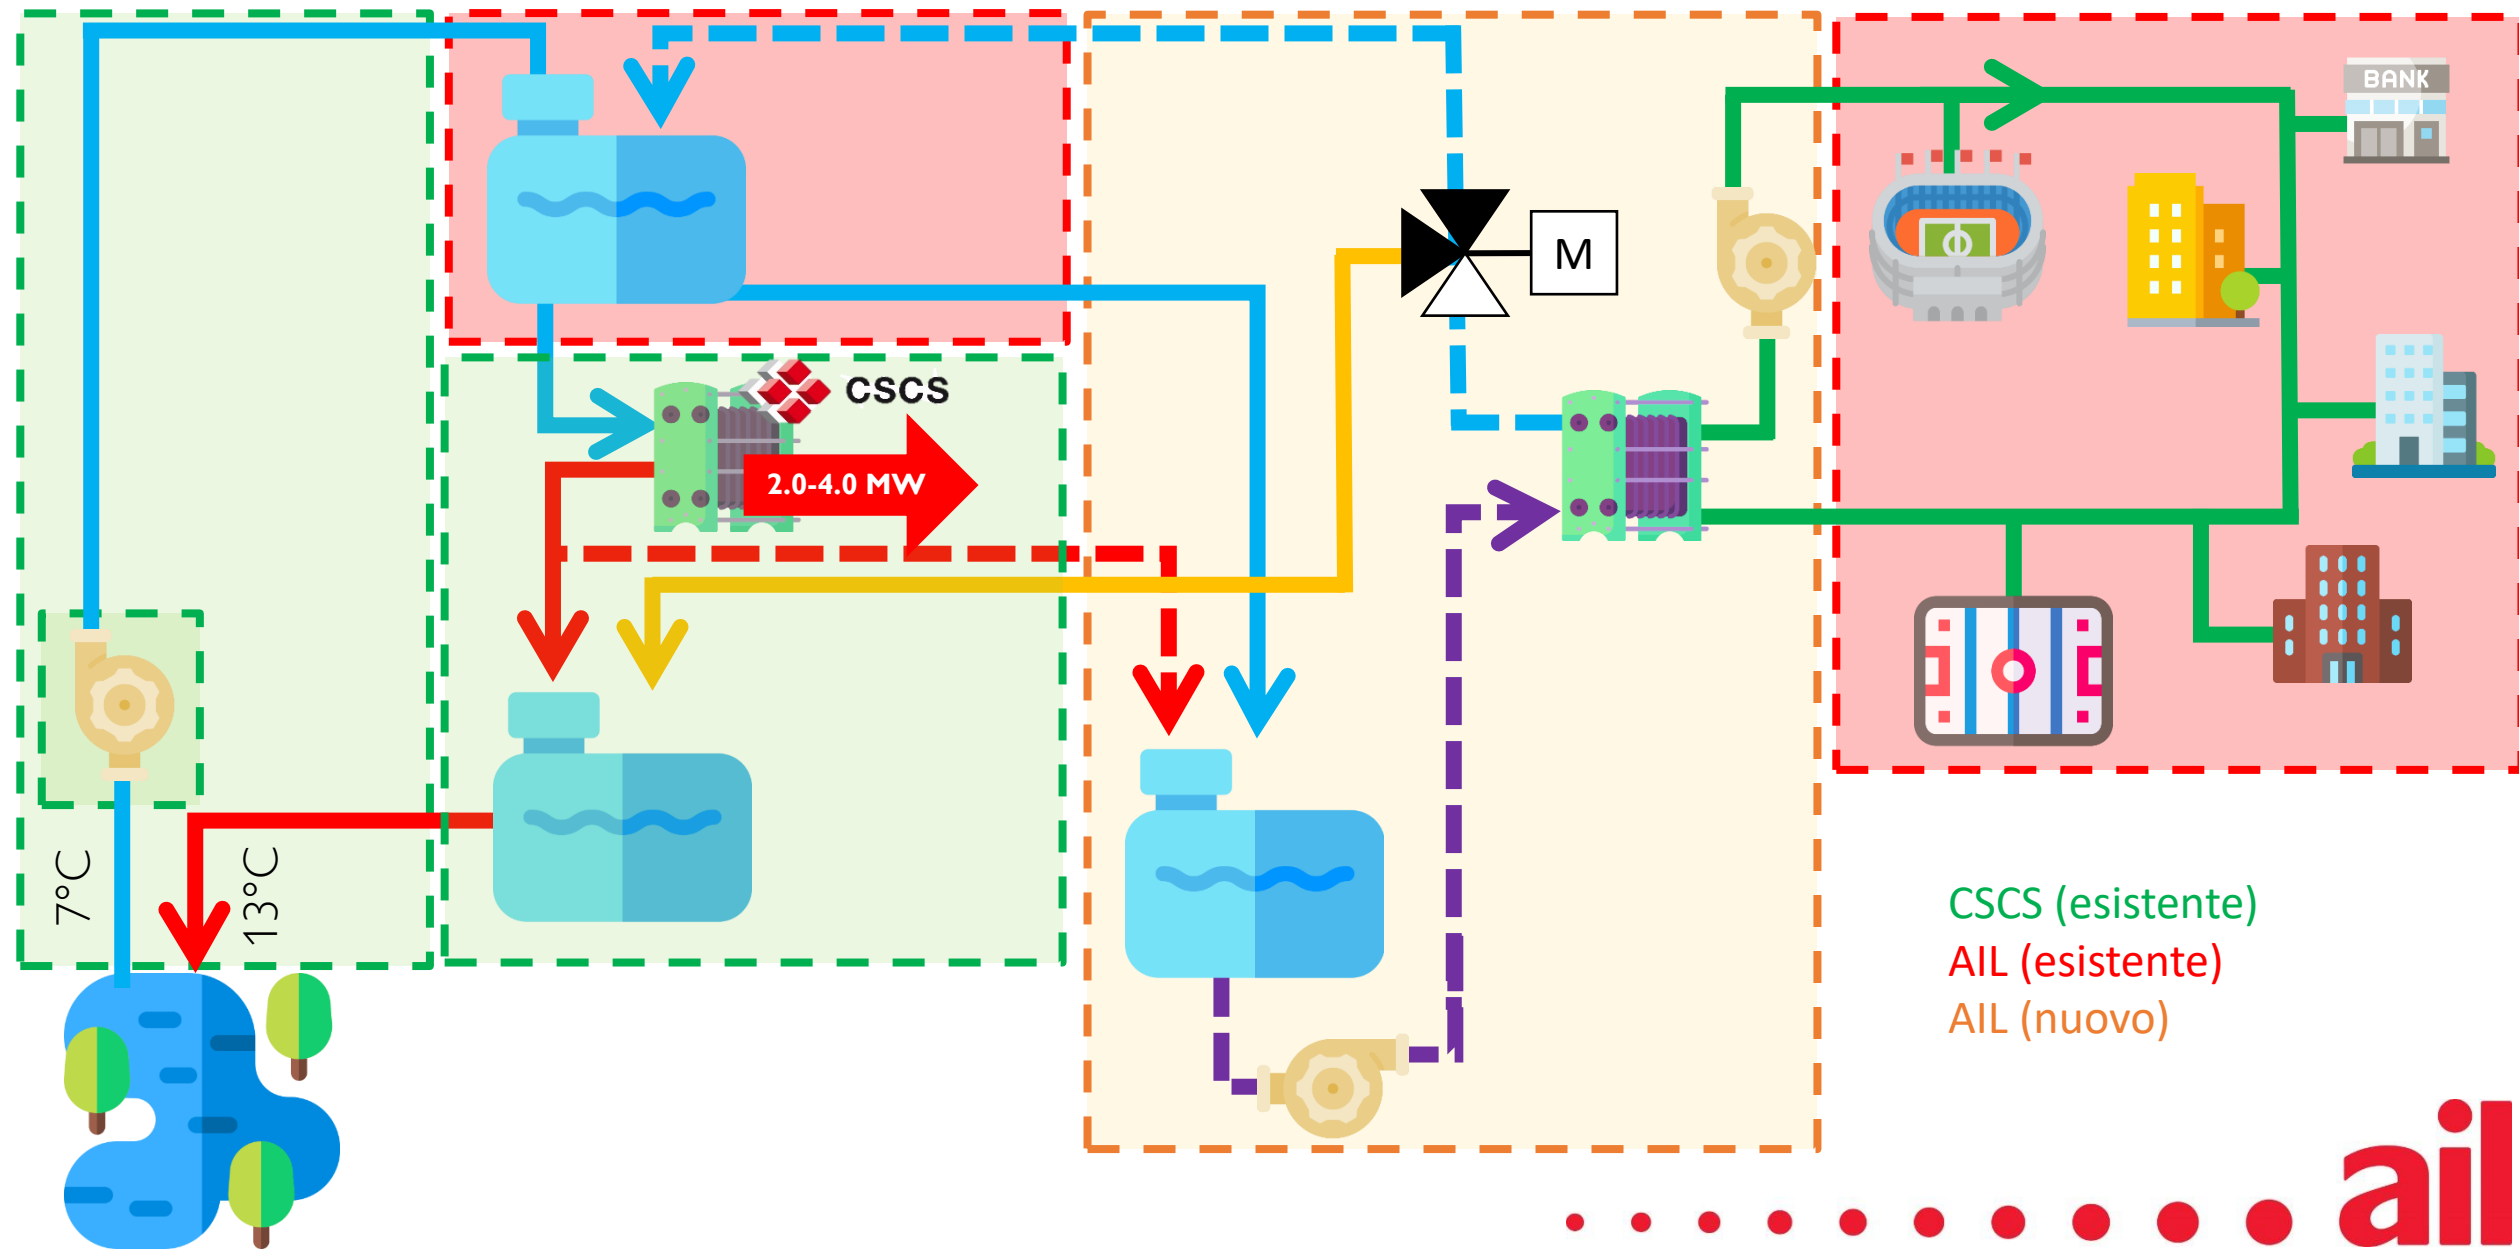 BANK
M
CSCS
2.0-4.0 MW
7°C
13°C
CSCS (esistente)
AIL (esistente)
AIL (nuovo)
ail